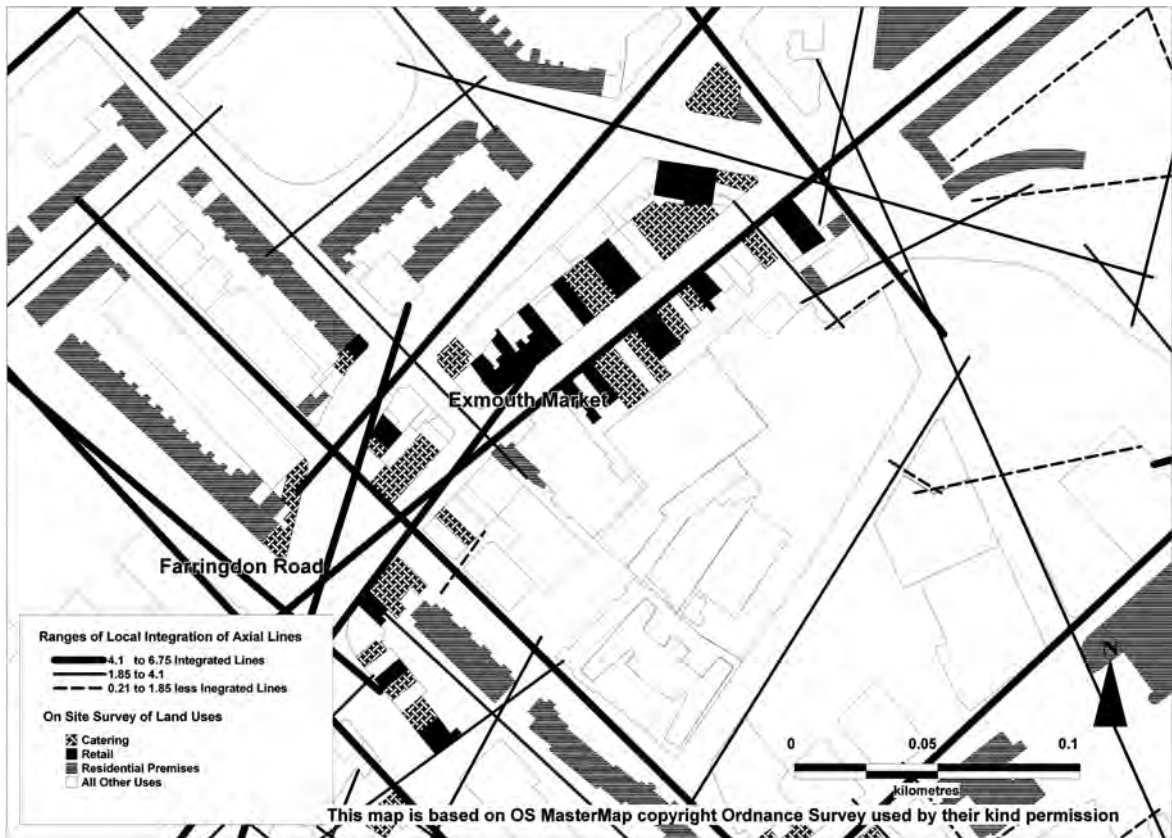 Exmouth Market
Farringdon Road
Ranges of Local Integration of Axial Lines
4.1 to 6.75 Integrated Lines
1.85 to 4.1
0.21 to 1.85 less Inegrated Lines
On Site Survey of Land Uses
Catering
Retail
Residential Premises
All Other Uses
N
0 0.05 0.1
kilometres
This map is based on OS MasterMap copyright Ordnance Survey used by their kind permission